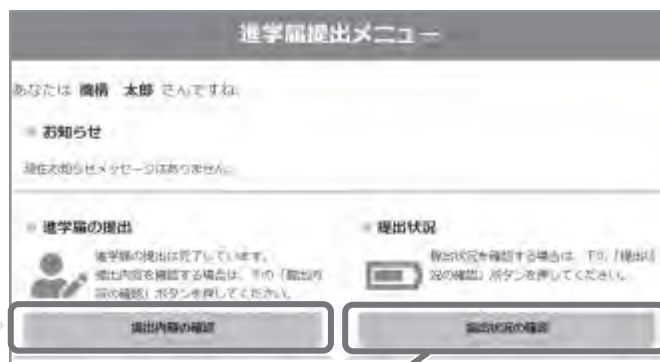 進学届提出メニュー
あなたは 機構 太郎 さんですね。
お知らせ
現在お知らせメッセージはありません。
進学届の提出
進学届の提出は完了しています。
提出内容を確認する場合は、下の「提出内
容の確認」ボタンを押してください。
提出内容の確認
提出状況
提出状況を確認する場合は、下の「提出状
況の確認」ボタンを押してください。
提出状況の確認